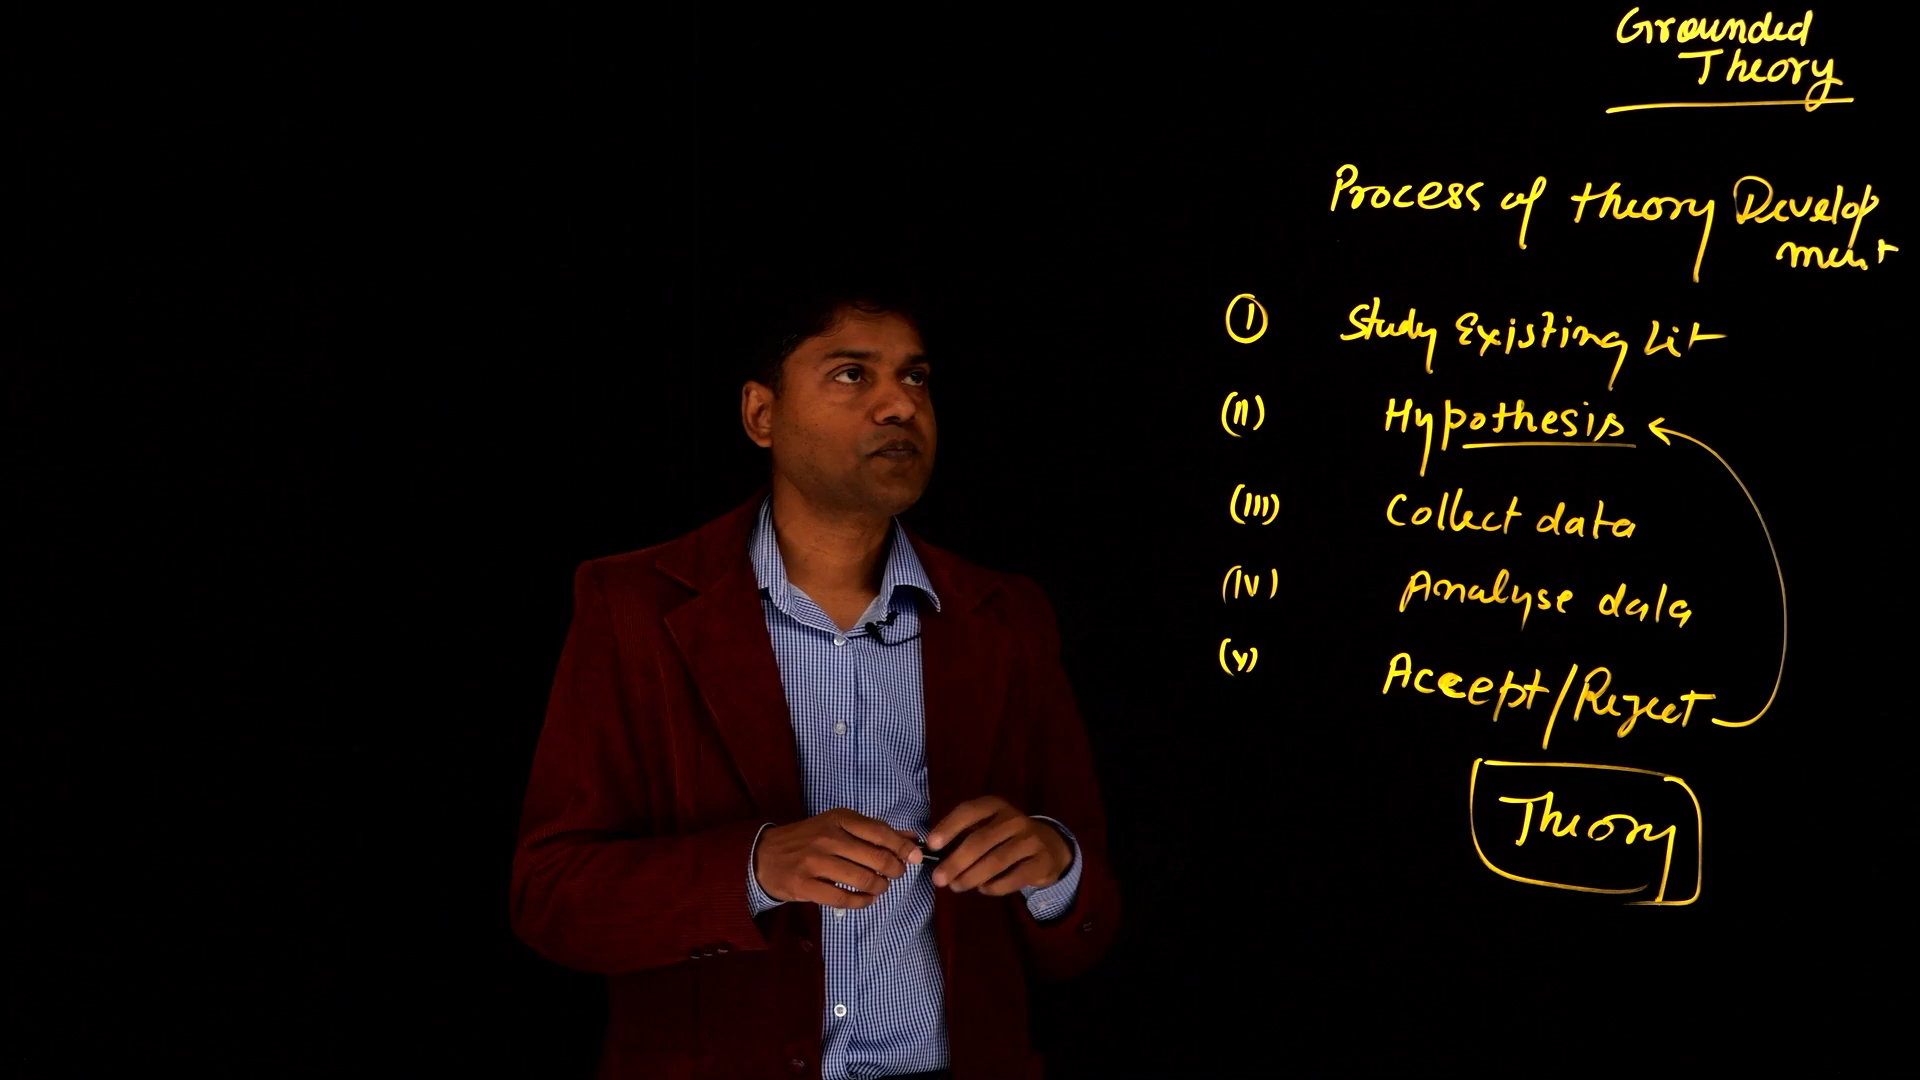 Grounded
Theory
Process of theory Develop
ment
(1) Study Existing Lit
(II) Hypothesis
(III) Collect data
(IV) Analyse data
(V) Accept/Reject
Theory